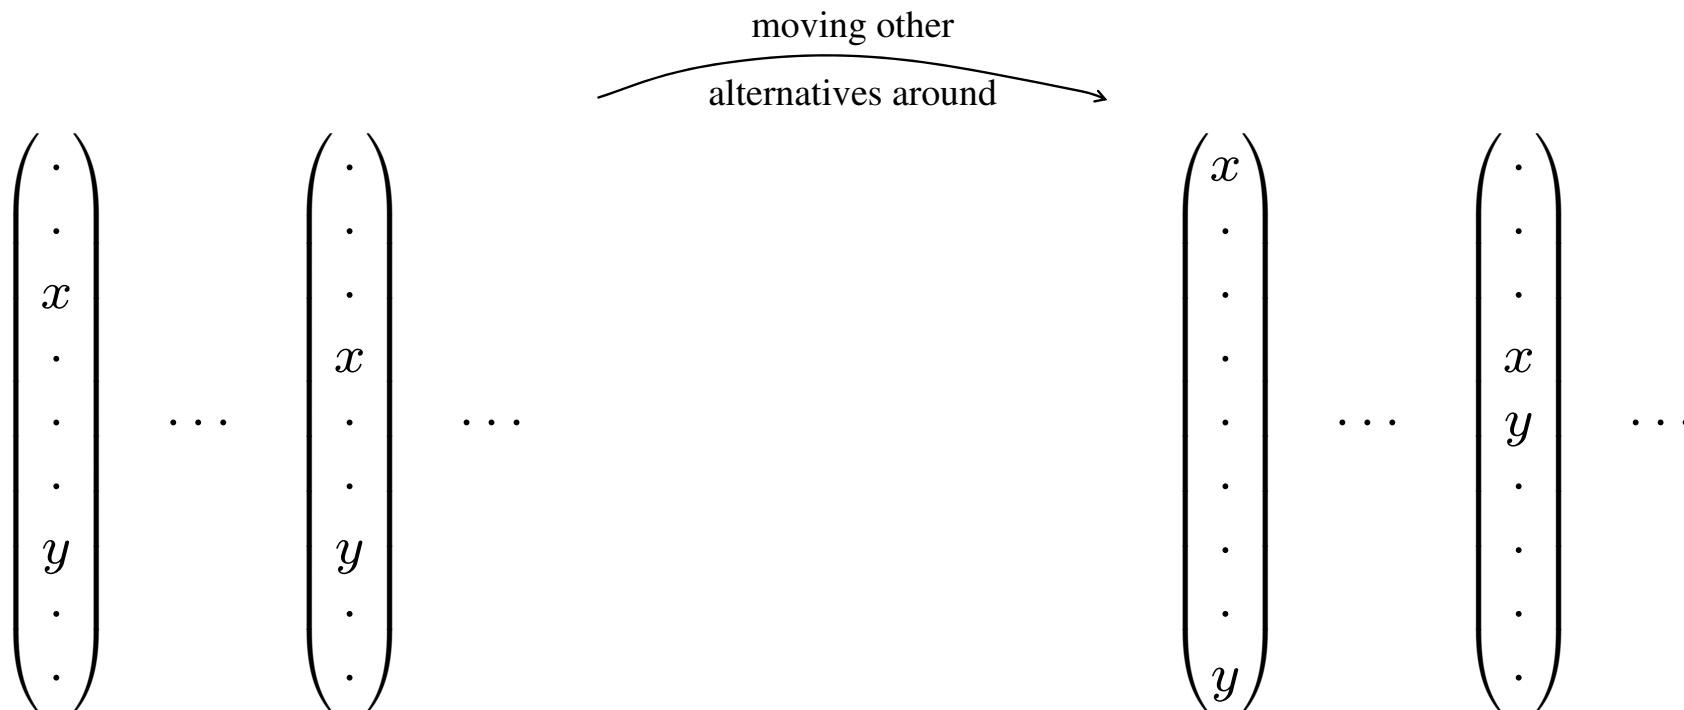 moving other
alternatives around
· · · x
· · · ·
x · · ·
· x · x
· ··· · ··· · ··· y ···
· · · ·
y y · ·
· · · ·
· · y ·